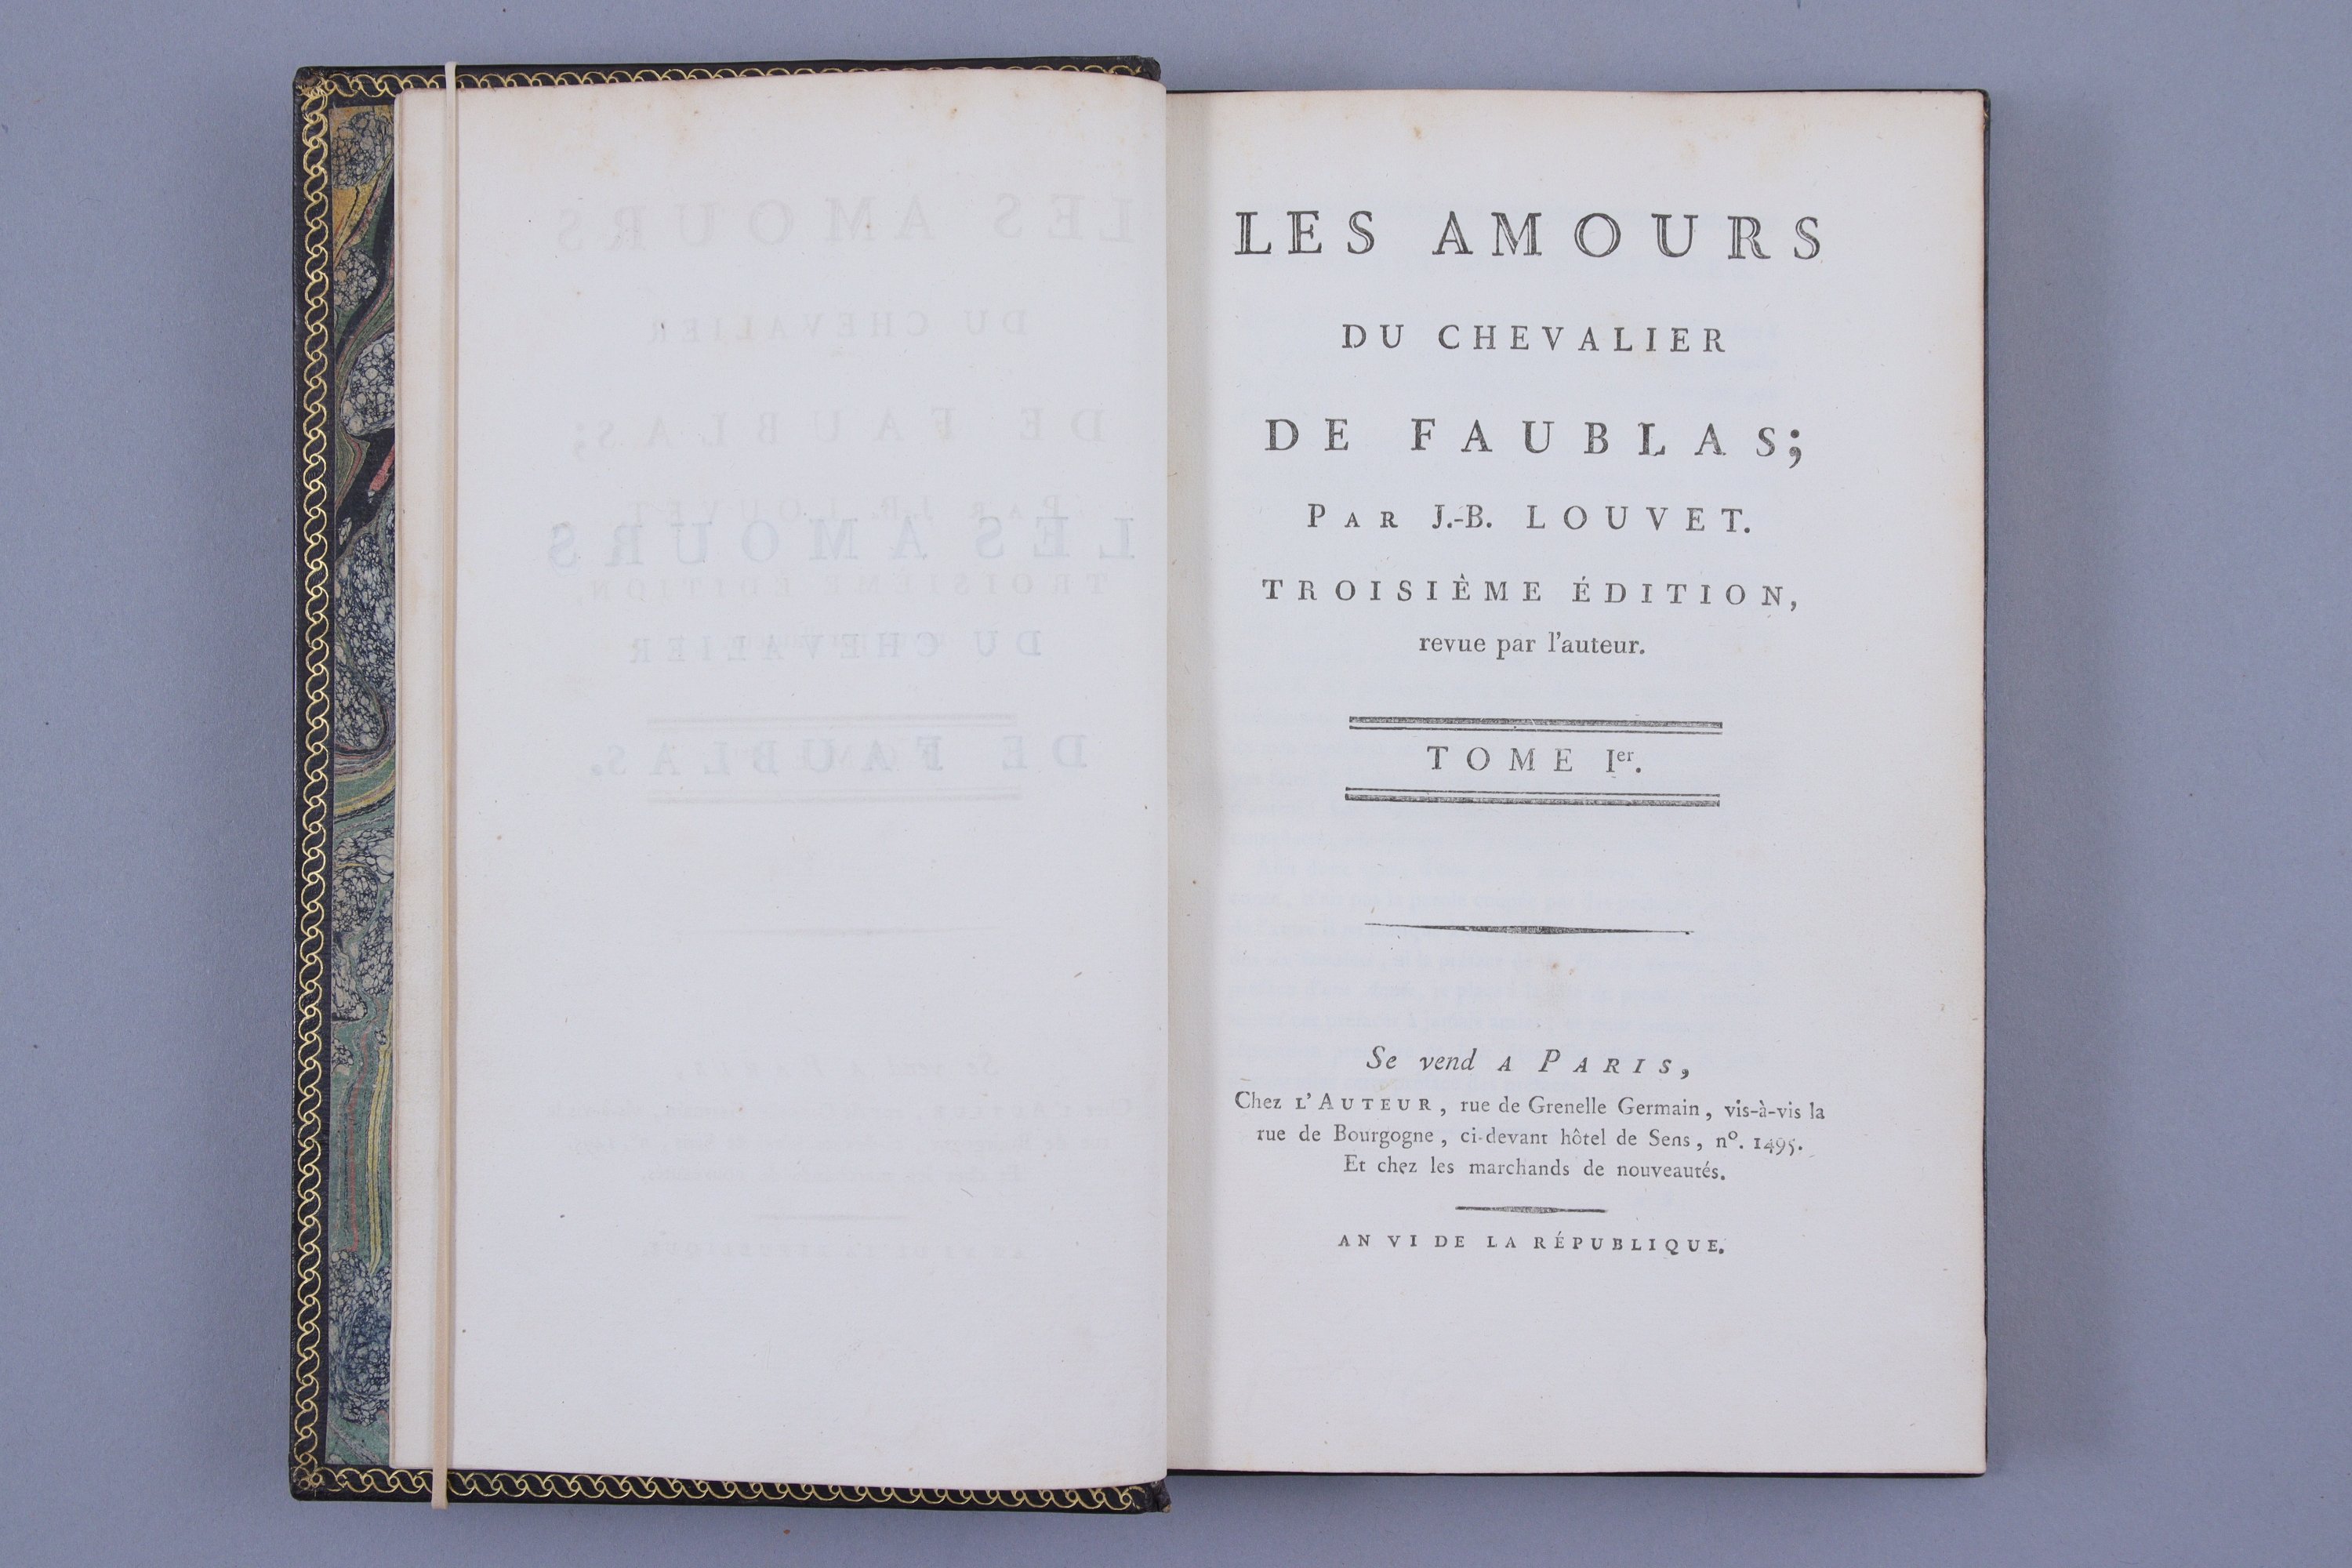 LES AMOURS
DU CHEVALIER
DE FAUBLAS;
PAR J.-B. LOUVET.
TROISIÈME ÉDITION,
revue par l'auteur.
TOME Ier.
Se vend A PARIS,
Chez L'AUTEUR, rue de Grenelle Germain, vis-à-vis la
rue de Bourgogne, ci-devant hôtel de Sens, n°. 1495.
Et chez les marchands de nouveautés.
AN VI DE LA RÉPUBLIQUE.